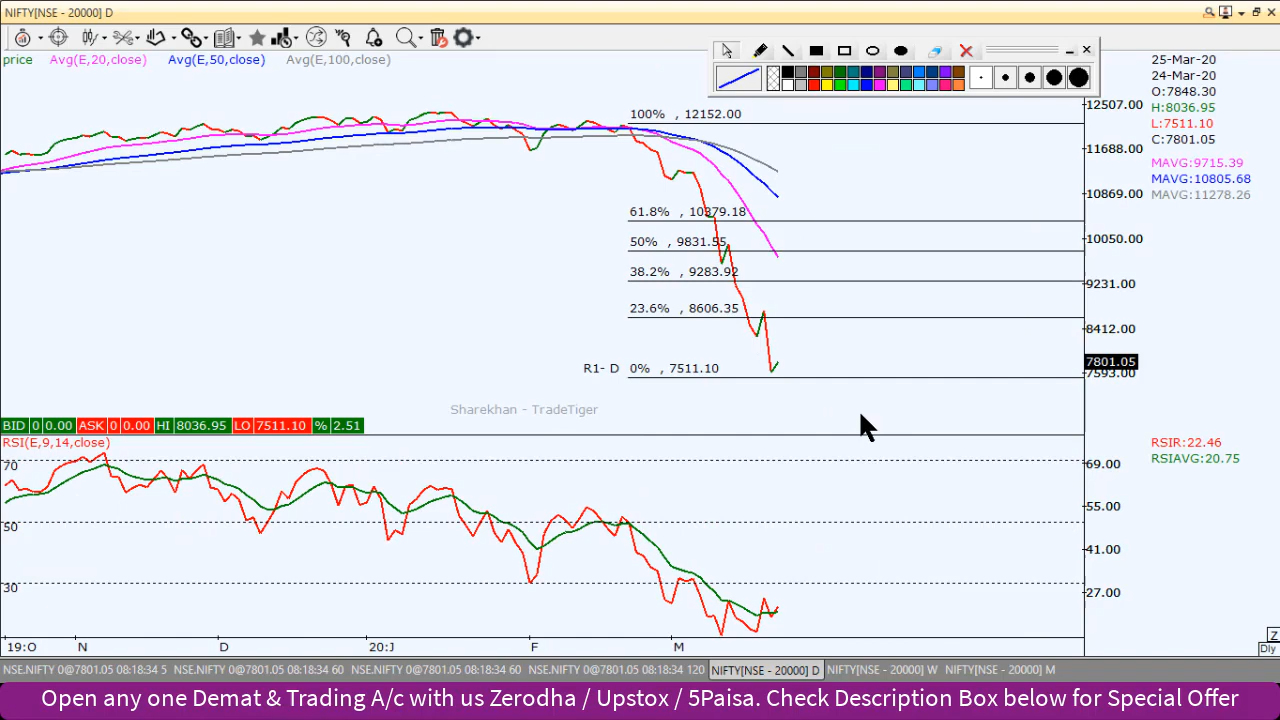 NIFTY[NSE - 20000] D
price Avg(E,20,close) Avg(E,50,close) Avg(E,100,close)
25-Mar-20
24-Mar-20
O:7848.30
H:8036.95
L:7511.10
C:7801.05
MAVG:9715.39
MAVG:10805.68
MAVG:11278.26
12507.00
11688.00
10869.00
10050.00
9231.00
8412.00
7801.05
7593.00
100% , 12152.00
61.8% , 10379.18
50% , 9831.55
38.2% , 9283.92
23.6% , 8606.35
R1- D 0% , 7511.10
Sharekhan - TradeTiger
BID 0 0.00 ASK 0 0.00 HI 8036.95 LO 7511.10 % 2.51
RSI(E,9,14,close)
RSIR:22.46
RSIAVG:20.75
70
50
30
69.00
55.00
41.00
27.00
19:O N D 20:J F M
Z
Dly
NSE.NIFTY 0@7801.05 08:18:34 5 NSE.NIFTY 0@7801.05 08:18:34 60 NSE.NIFTY 0@7801.05 08:18:34 60 NSE.NIFTY 0@7801.05 08:18:34 120 NIFTY[NSE - 20000] D NIFTY[NSE - 20000] W NIFTY[NSE - 20000] M
Open any one Demat & Trading A/c with us Zerodha / Upstox / 5Paisa. Check Description Box below for Special Offer